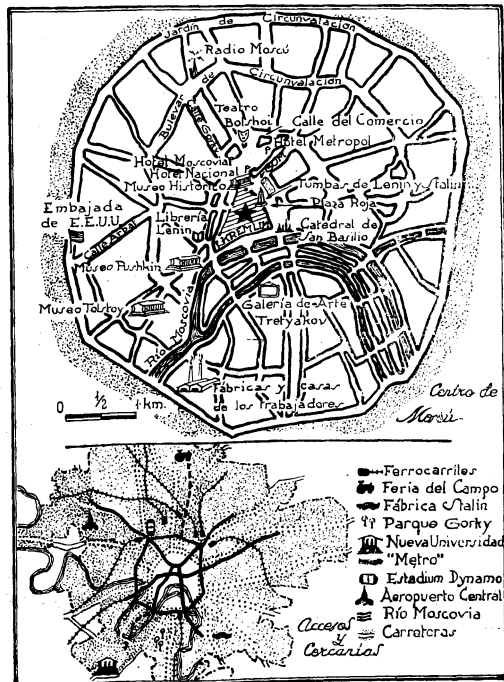 Jardín de Circunvalación
Radio Moscú
Bulevar de Circunvalación
Calle Gorky
Teatro
Bolshoi
Calle del Comercio
Hotel Metropol
Hotel Moscovia
Hotel Nacional
Museo Histórico
Tumbas de Lenin y Stalin
Plaza Roja
Embajada
de E.E.U.U.
Calle Arbat
Librería
Lenin
KREMLIN
Catedral de
San Basilio
Museo Pushkin
Museo Tolstoy
Galería de Arte
Tretyakov
Río Moscovia
Fábricas y casas
de los trabajadores
0 1/2 1 km.
Centro de
Moscú
Ferrocarriles
Feria del Campo
Fábrica Stalin
Parque Gorky
Nueva Universidad
"Metro"
Estadium Dynamo
Aeropuerto Central
Río Moscovia
Carreteras
Accesos
y
Cercanías